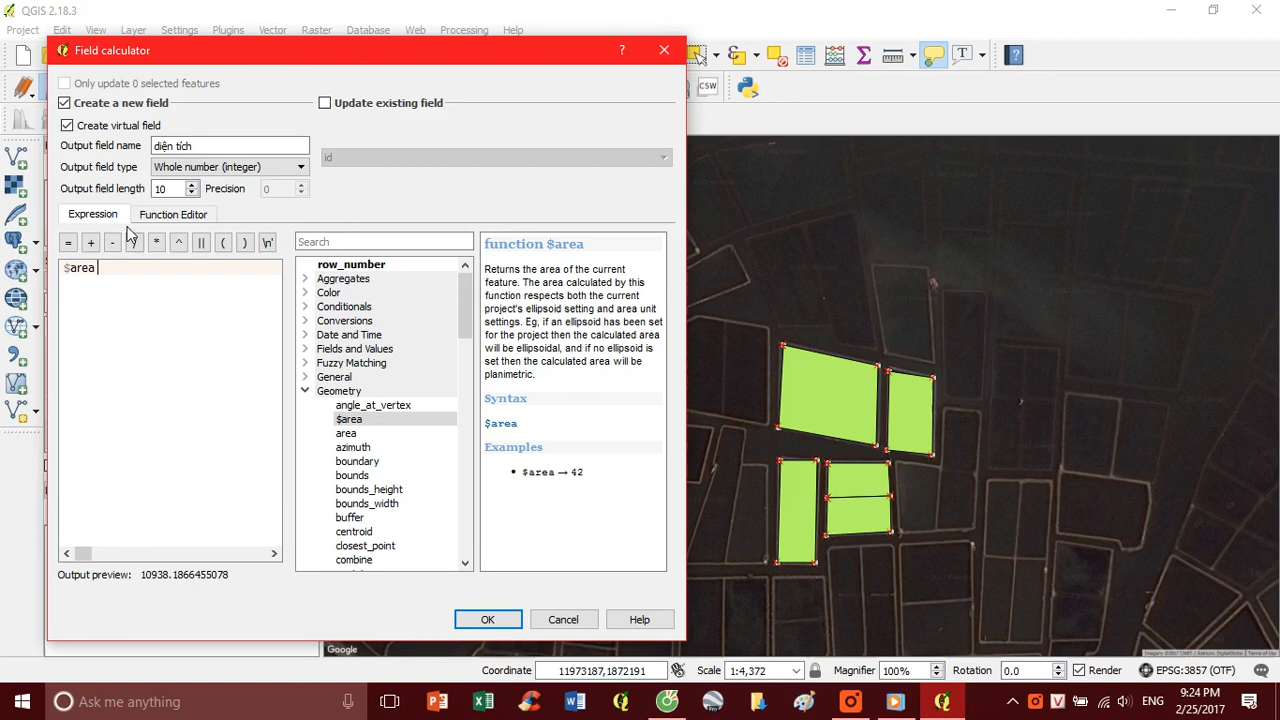 QGIS 2.18.3
Project Edit View Layer Settings Plugins Vector Raster Database Web Processing Help
Field calculator
?
Only update 0 selected features
Create a new field
Update existing field
Create virtual field
Output field name diện tích
Output field type Whole number (integer)
id
Output field length 10 Precision 0
Expression Function Editor
= + - / * ^ || ( ) '\n'
Search
$area
row_number
Aggregates
Color
Conditionals
Conversions
Date and Time
Fields and Values
Fuzzy Matching
General
Geometry
angle_at_vertex
$area
area
azimuth
boundary
bounds
bounds_height
bounds_width
buffer
centroid
closest_point
combine
function $area
Returns the area of the current
feature. The area calculated by this
function respects both the current
project's ellipsoid setting and area unit
settings. Eg, if an ellipsoid has been set
for the project then the calculated area
will be ellipsoidal, and if no ellipsoid is
set then the calculated area will be
planimetric.
Syntax
$area
Examples
• $area → 42
Output preview: 10938.1866455078
OK Cancel Help
CSW
Google
Coordinate 11973187,1872191 Scale 1:4,372 Magnifier 100% Rotation 0.0 Render EPSG:3857 (OTF)
Ask me anything
ENG
9:24 PM
2/25/2017